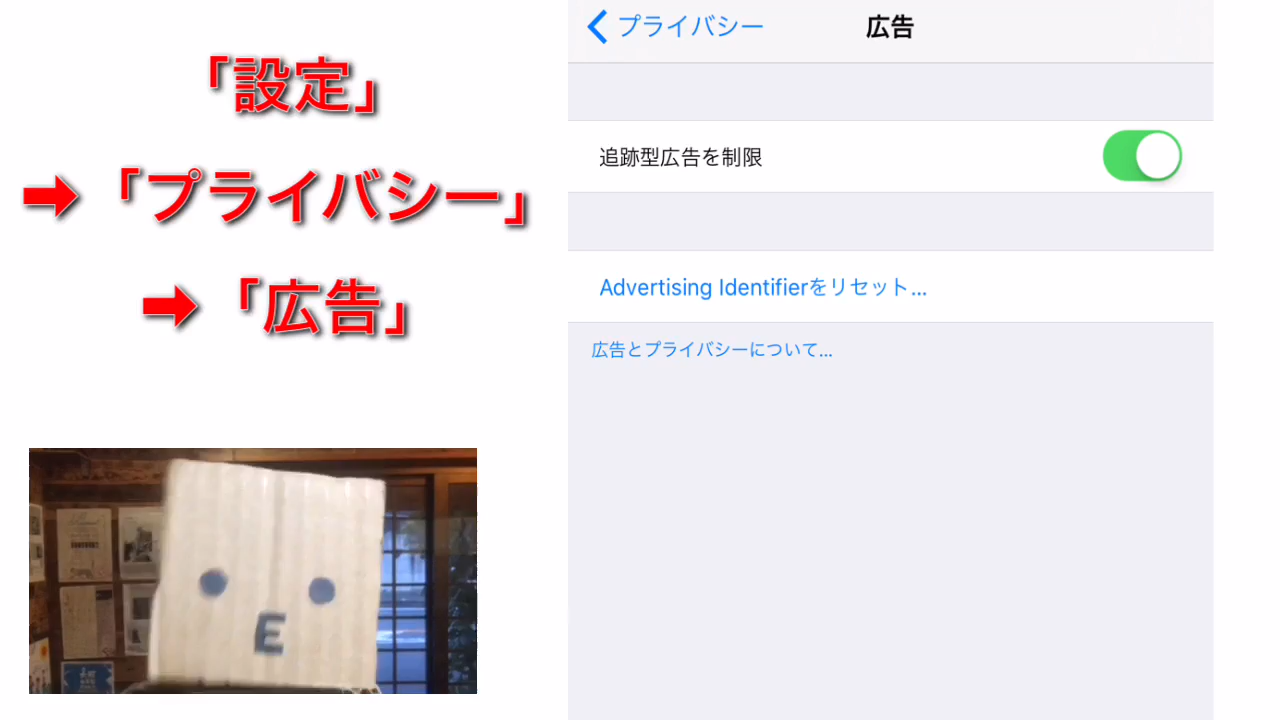 「設定」
➡「プライバシー」
➡「広告」
プライバシー
広告
追跡型広告を制限
Advertising Identifierをリセット...
広告とプライバシーについて...
E